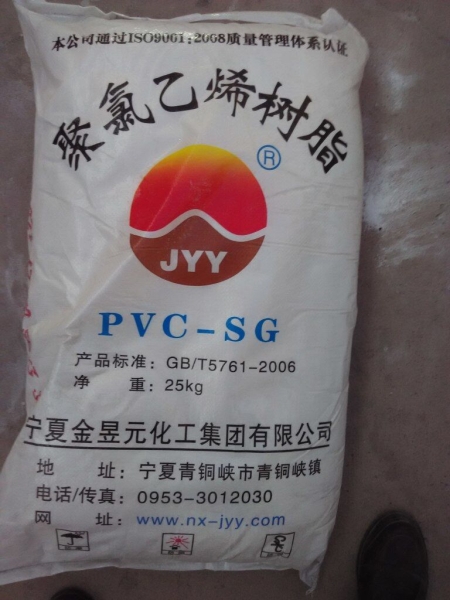 本公司通过ISO9001:2008质量管理体系认证
聚氯乙烯树脂
®
JYY
PVC-SG
产品标准：GB/T5761-2006
净 重：25kg
宁夏金昱元化工集团有限公司
地 址：宁夏青铜峡市青铜峡镇
电话/传真：0953-3012030
网 址：www.nx-jyy.com